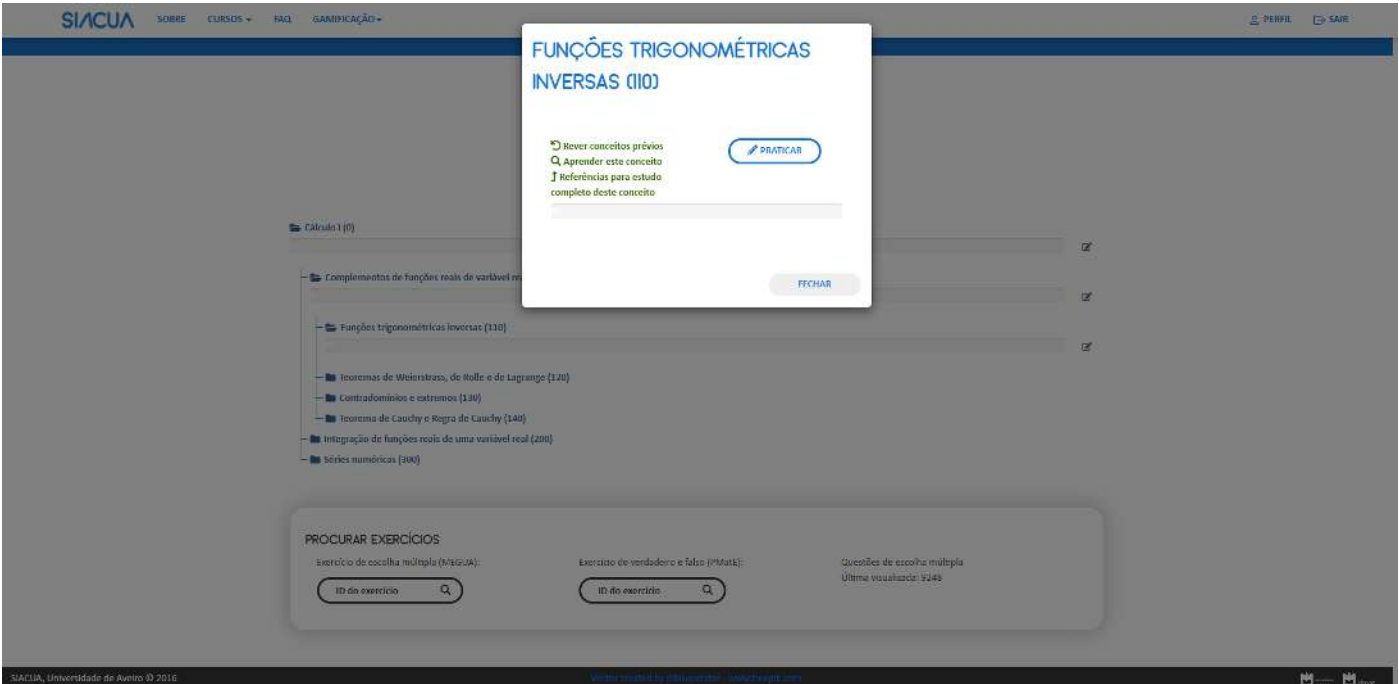 SIACUA SOBRE CURSOS FAQ GAMIFICAÇÃO PERFIL SAIR
FUNÇÕES TRIGONOMÉTRICAS
INVERSAS (110)
Rever conceitos prévios
Aprender este conceito
Referências para estudo
completo deste conceito
PRATICAR
FECHAR
Cálculo I (0)
Complementos de funções reais de variável re
Funções trigonométricas inversas (110)
Teoremas de Weierstrass, de Rolle e de Lagrange (120)
Contradomínios e extremos (130)
Teorema de Cauchy e Regra de Cauchy (140)
Integração de funções reais de uma variável real (200)
Séries numéricas (300)
PROCURAR EXERCÍCIOS
Exercício de escolha múltipla (MEGUA):
ID do exercício
Exercício de verdadeiro e falso (PMatE):
ID do exercício
Questões de escolha múltipla
Última visualizada: 5248
SIACUA, Universidade de Aveiro © 2016